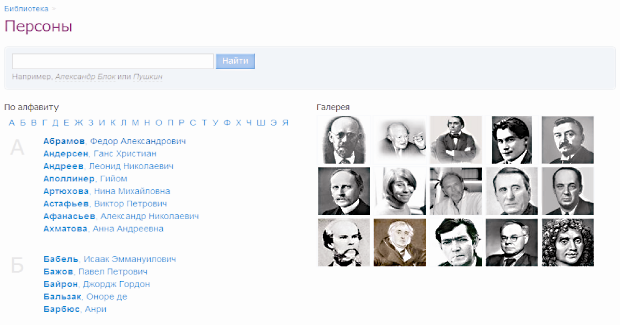 Библиотека >
Персоны
Найти
Например, Александр Блок или Пушкин
По алфавиту
А Б В Г Д Е Ж З И К Л М Н О П Р С Т У Ф Х Ч Ш Э Я
А
Абрамов, Федор Александрович
Андерсен, Ганс Христиан
Андреев, Леонид Николаевич
Аполлинер, Гийом
Артюхова, Нина Михайловна
Астафьев, Виктор Петрович
Афанасьев, Александр Николаевич
Ахматова, Анна Андреевна
Б
Бабель, Исаак Эммануилович
Бажов, Павел Петрович
Байрон, Джордж Гордон
Бальзак, Оноре де
Барбюс, Анри
Галерея